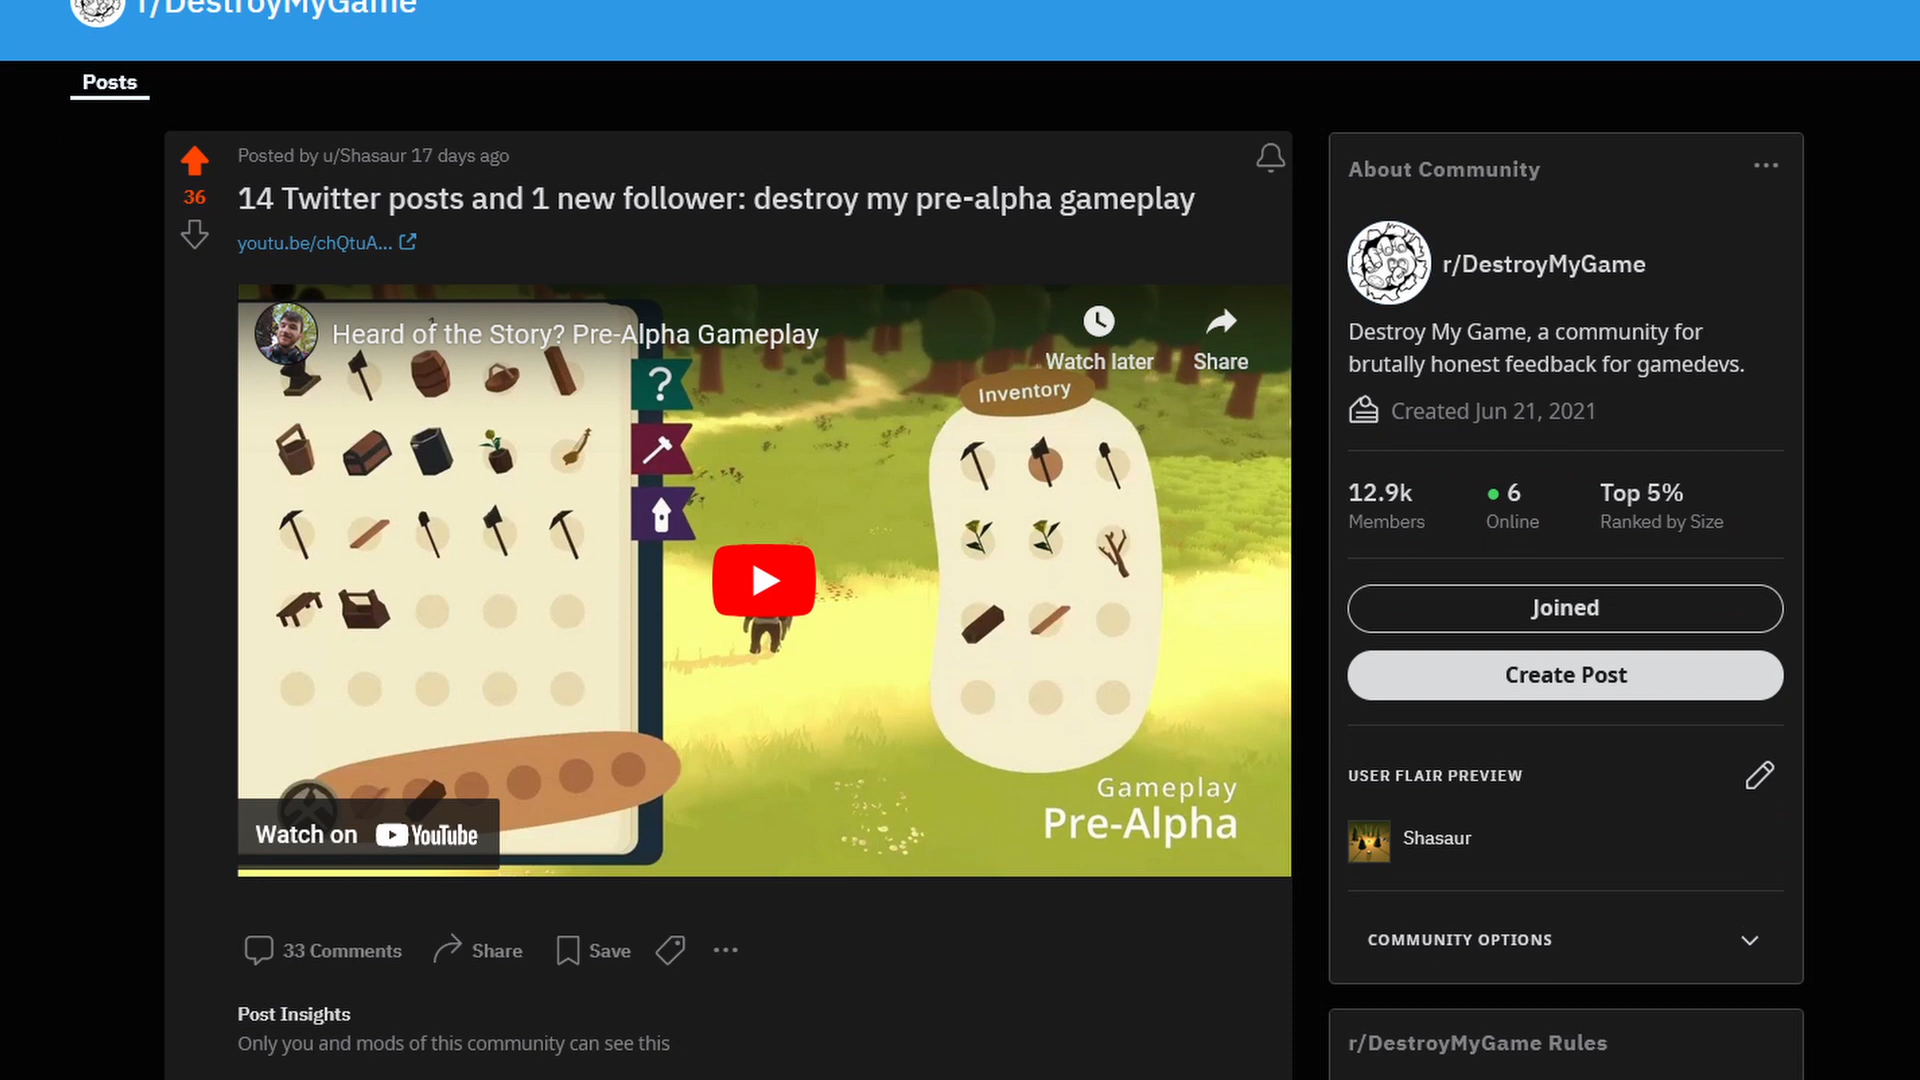 r/DestroyMyGame
Posts
Posted by u/Shasaur 17 days ago
36
14 Twitter posts and 1 new follower: destroy my pre-alpha gameplay
youtu.be/chQtuA...
Heard of the Story? Pre-Alpha Gameplay
Watch later
Share
?
Inventory
Gameplay
Pre-Alpha
Watch on YouTube
33 Comments
Share
Save
Post Insights
Only you and mods of this community can see this
About Community
r/DestroyMyGame
Destroy My Game, a community for
brutally honest feedback for gamedevs.
Created Jun 21, 2021
12.9k
6
Top 5%
Members
Online
Ranked by Size
Joined
Create Post
USER FLAIR PREVIEW
Shasaur
COMMUNITY OPTIONS
r/DestroyMyGame Rules